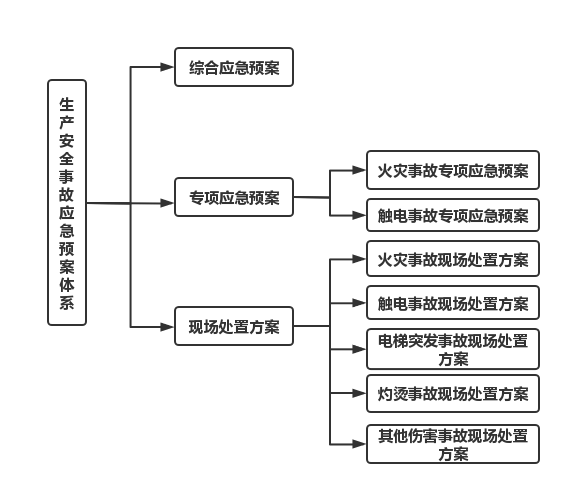 生产安全事故应急预案体系
综合应急预案
专项应急预案
火灾事故专项应急预案
触电事故专项应急预案
现场处置方案
火灾事故现场处置方案
触电事故现场处置方案
电梯突发事故现场处置
方案
灼烫事故现场处置方案
其他伤害事故现场处置
方案